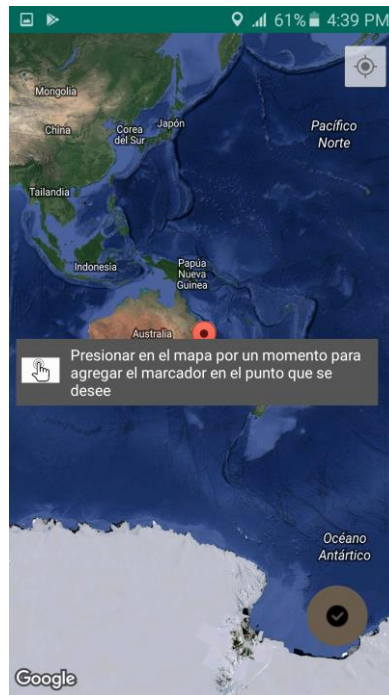 61% 4:39 PM
Mongolia
China
Corea
del Sur
Japón
Pacífico
Norte
Tailandia
Indonesia
Papúa
Nueva
Guinea
Australia
Presionar en el mapa por un momento para
agregar el marcador en el punto que se
desee
Océano
Antártico
Google